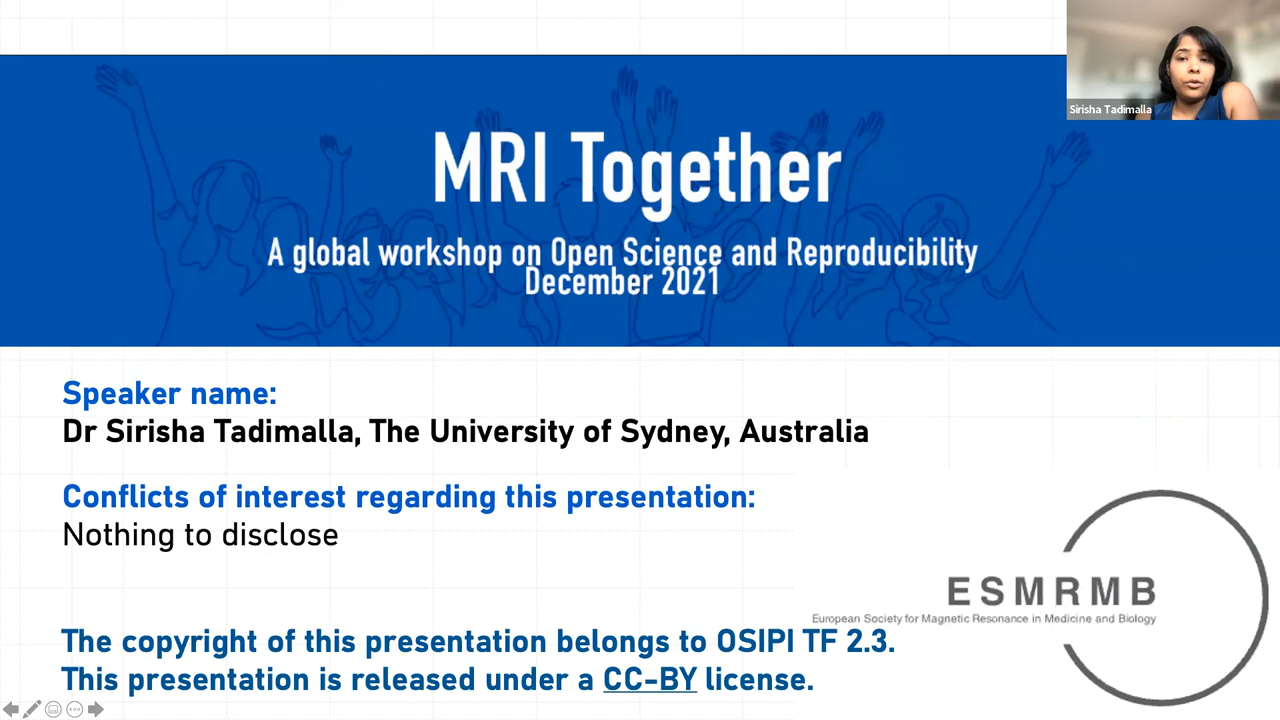 Sirisha Tadimalla
MRI Together
A global workshop on Open Science and Reproducibility
December 2021
Speaker name:
Dr Sirisha Tadimalla, The University of Sydney, Australia
Conflicts of interest regarding this presentation:
Nothing to disclose
ESMRMB
European Society for Magnetic Resonance in Medicine and Biology
The copyright of this presentation belongs to OSIPI TF 2.3.
This presentation is released under a CC-BY license.